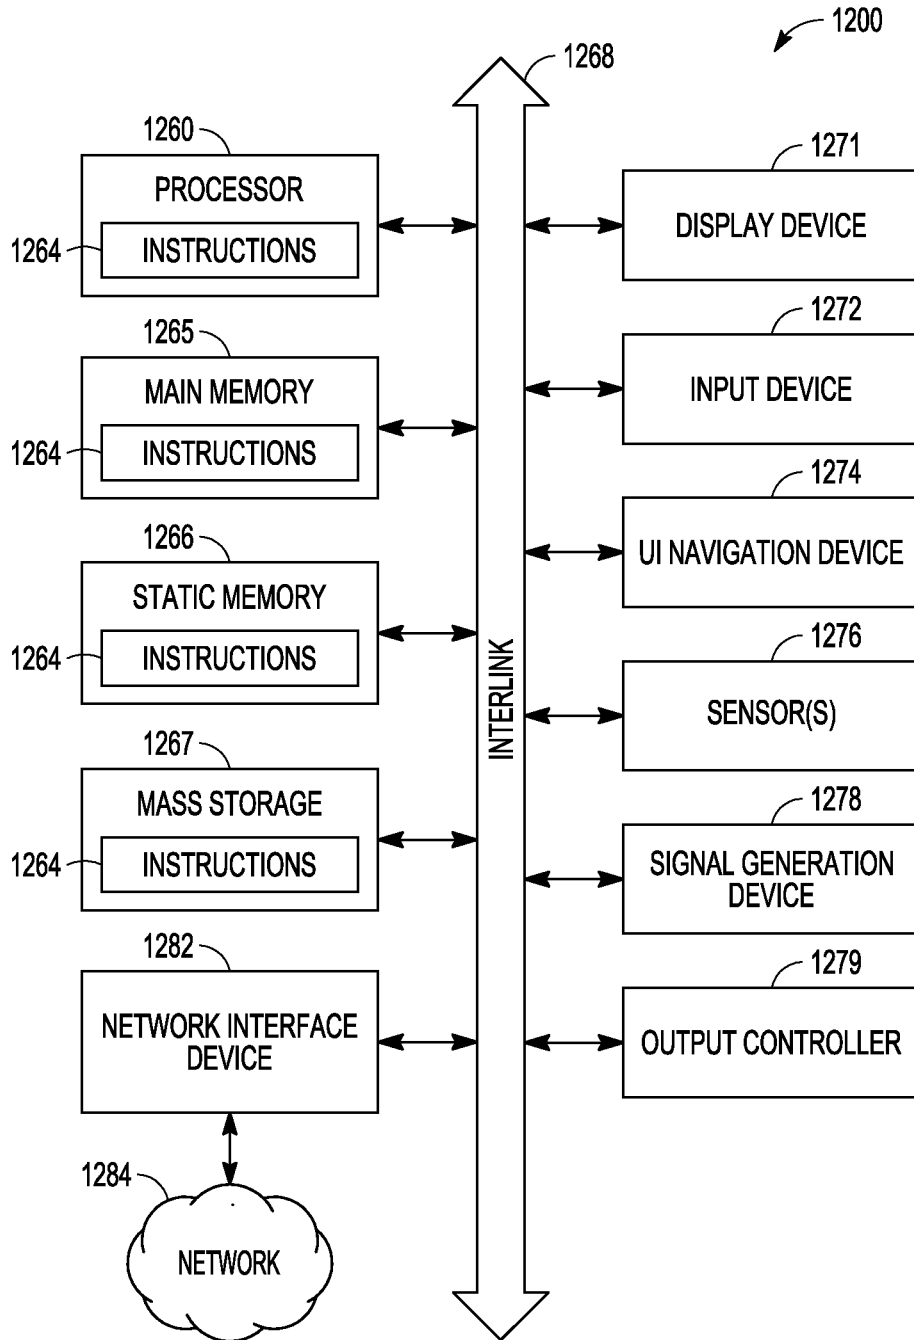 1200
1268
1260
PROCESSOR
1264
INSTRUCTIONS
1265
MAIN MEMORY
1264
INSTRUCTIONS
1266
STATIC MEMORY
1264
INSTRUCTIONS
1267
MASS STORAGE
1264
INSTRUCTIONS
1282
NETWORK INTERFACE
DEVICE
1284
NETWORK
INTERLINK
1271
DISPLAY DEVICE
1272
INPUT DEVICE
1274
UI NAVIGATION DEVICE
1276
SENSOR(S)
1278
SIGNAL GENERATION
DEVICE
1279
OUTPUT CONTROLLER